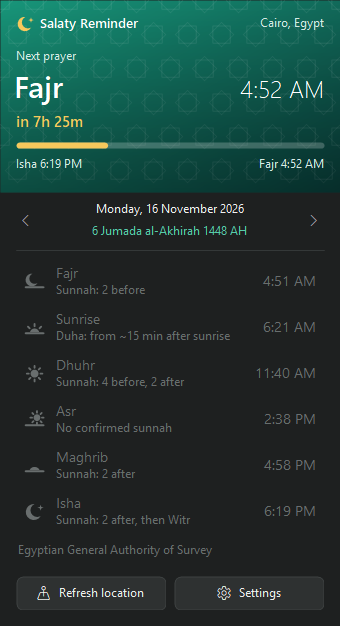 Salaty Reminder
Cairo, Egypt
Next prayer
Fajr
4:52 AM
in 7h 25m
Isha 6:19 PM
Fajr 4:52 AM
Monday, 16 November 2026
6 Jumada al-Akhirah 1448 AH
Fajr
4:51 AM
Sunnah: 2 before
Sunrise
6:21 AM
Duha: from ~15 min after sunrise
Dhuhr
11:40 AM
Sunnah: 4 before, 2 after
Asr
2:38 PM
No confirmed sunnah
Maghrib
4:58 PM
Sunnah: 2 after
Isha
6:19 PM
Sunnah: 2 after, then Witr
Egyptian General Authority of Survey
Refresh location
Settings